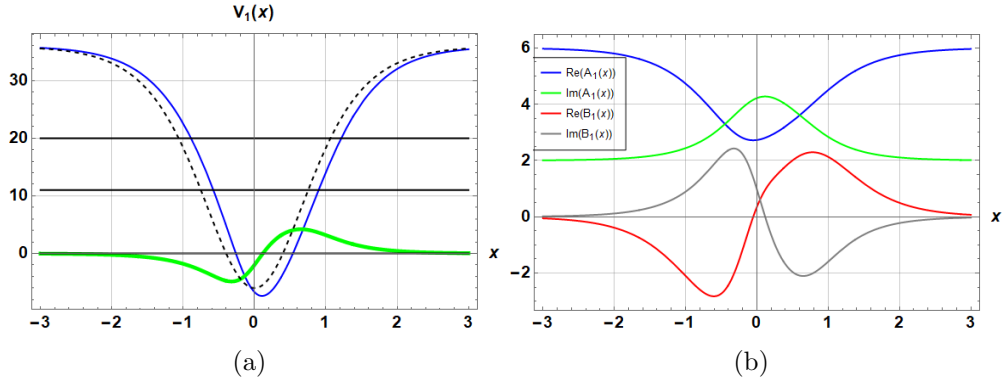 V₁(x)
30
20
10
0
−3 −2 −1 0 1 2 3
x
(a)
6
4
2
0
−2
Re(A₁(x))
Im(A₁(x))
Re(B₁(x))
Im(B₁(x))
−3 −2 −1 0 1 2 3
x
(b)